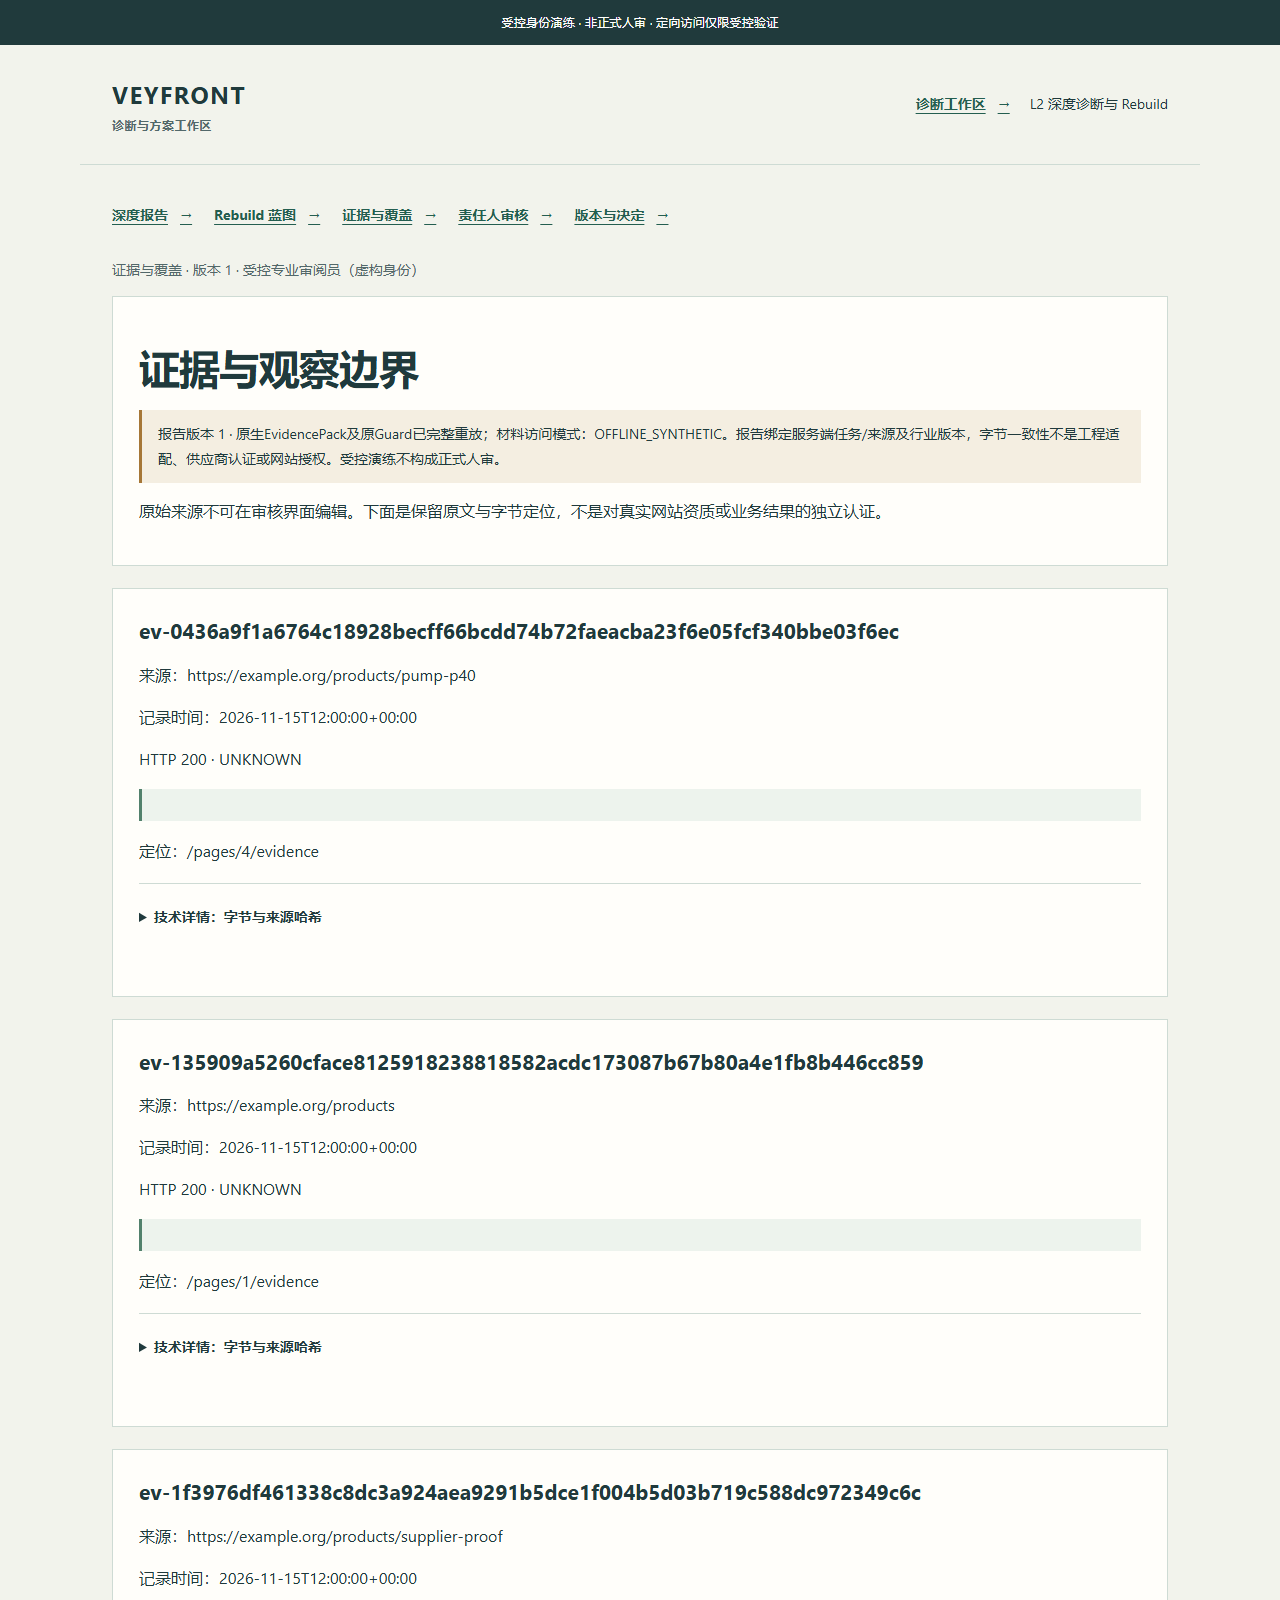 受控身份演练 · 非正式人审 · 定向访问仅限受控验证
VEYFRONT
诊断与方案工作区
诊断工作区 → L2 深度诊断与 Rebuild
深度报告 → Rebuild 蓝图 → 证据与覆盖 → 责任人审核 → 版本与决定 →
证据与覆盖 · 版本 1 · 受控专业审阅员（虚构身份）
证据与观察边界
报告版本 1 · 原生EvidencePack及原Guard已完整重放；材料访问模式：OFFLINE_SYNTHETIC。报告绑定服务端任务/来源及行业版本，字节一致性不是工程适
配、供应商认证或网站授权。受控演练不构成正式人审。
原始来源不可在审核界面编辑。下面是保留原文与字节定位，不是对真实网站资质或业务结果的独立认证。
ev-0436a9f1a6764c18928becff66bcdd74b72faeacba23f6e05fcf340bbe03f6ec
来源：https://example.org/products/pump-p40
记录时间：2026-11-15T12:00:00+00:00
HTTP 200 · UNKNOWN
定位：/pages/4/evidence
▶ 技术详情：字节与来源哈希
ev-135909a5260cface8125918238818582acdc173087b67b80a4e1fb8b446cc859
来源：https://example.org/products
记录时间：2026-11-15T12:00:00+00:00
HTTP 200 · UNKNOWN
定位：/pages/1/evidence
▶ 技术详情：字节与来源哈希
ev-1f3976df461338c8dc3a924aea9291b5dce1f004b5d03b719c588dc972349c6c
来源：https://example.org/products/supplier-proof
记录时间：2026-11-15T12:00:00+00:00